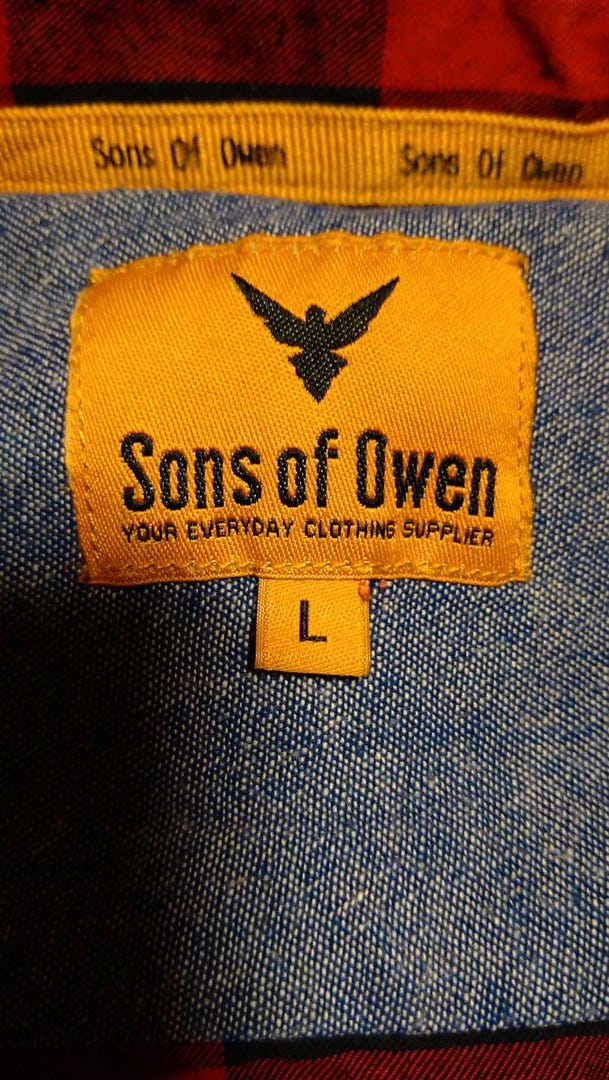 Sons Of Owen Sons Of Owen
Sons of Owen
YOUR EVERYDAY CLOTHING SUPPLIER
L